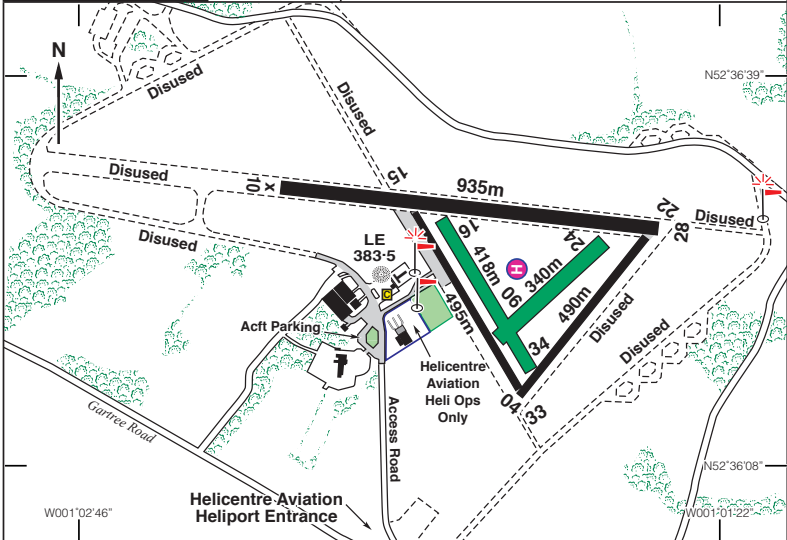 N
N52°36'39"
Disused
Disused
Disused
15
10
x
935m
22
28
Disused
Disused
LE
383·5
16
418m
H
24
340m
06
490m
Disused
C
495m
34
Disused
Acft Parking
Helicentre
Aviation
Heli Ops
Only
04
33
Gartree Road
Access Road
N52°36'08"
Helicentre Aviation
Heliport Entrance
W001°02'46"
W001°01'22"